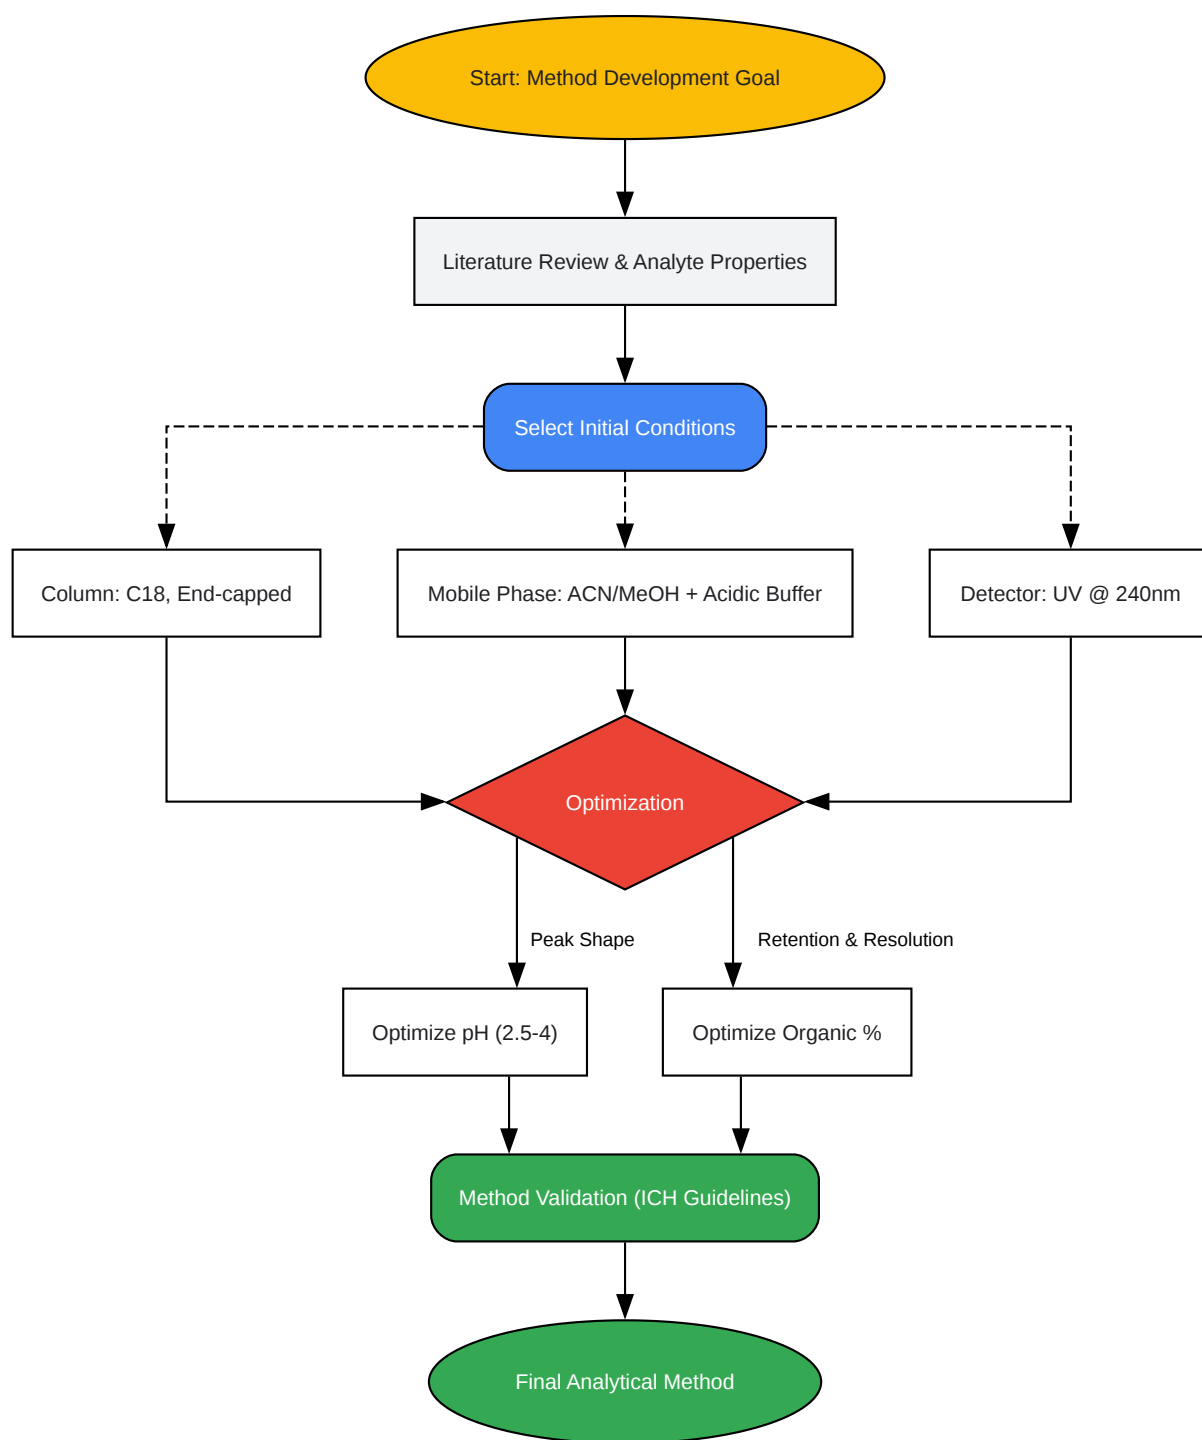 Start: Method Development Goal
Literature Review & Analyte Properties
Select Initial Conditions
Column: C18, End-capped
Mobile Phase: ACN/MeOH + Acidic Buffer
Detector: UV @ 240nm
Optimization
Peak Shape
Retention & Resolution
Optimize pH (2.5-4)
Optimize Organic %
Method Validation (ICH Guidelines)
Final Analytical Method